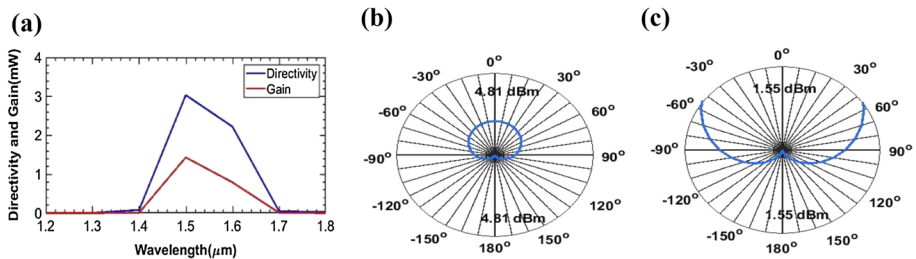 (a)
Directivity and Gain(mW)
4
3
2
1
0
Directivity
Gain
1.2 1.3 1.4 1.5 1.6 1.7 1.8
Wavelength(μm)
(b)
0°
-30° 30°
4.81 dBm
-60° 60°
-90° 90°
-120° 120°
4.81 dBm
-150° 150°
180°
(c)
0°
-30° 30°
1.55 dBm
-60° 60°
-90° 90°
-120° 120°
1.55 dBm
-150° 150°
180°